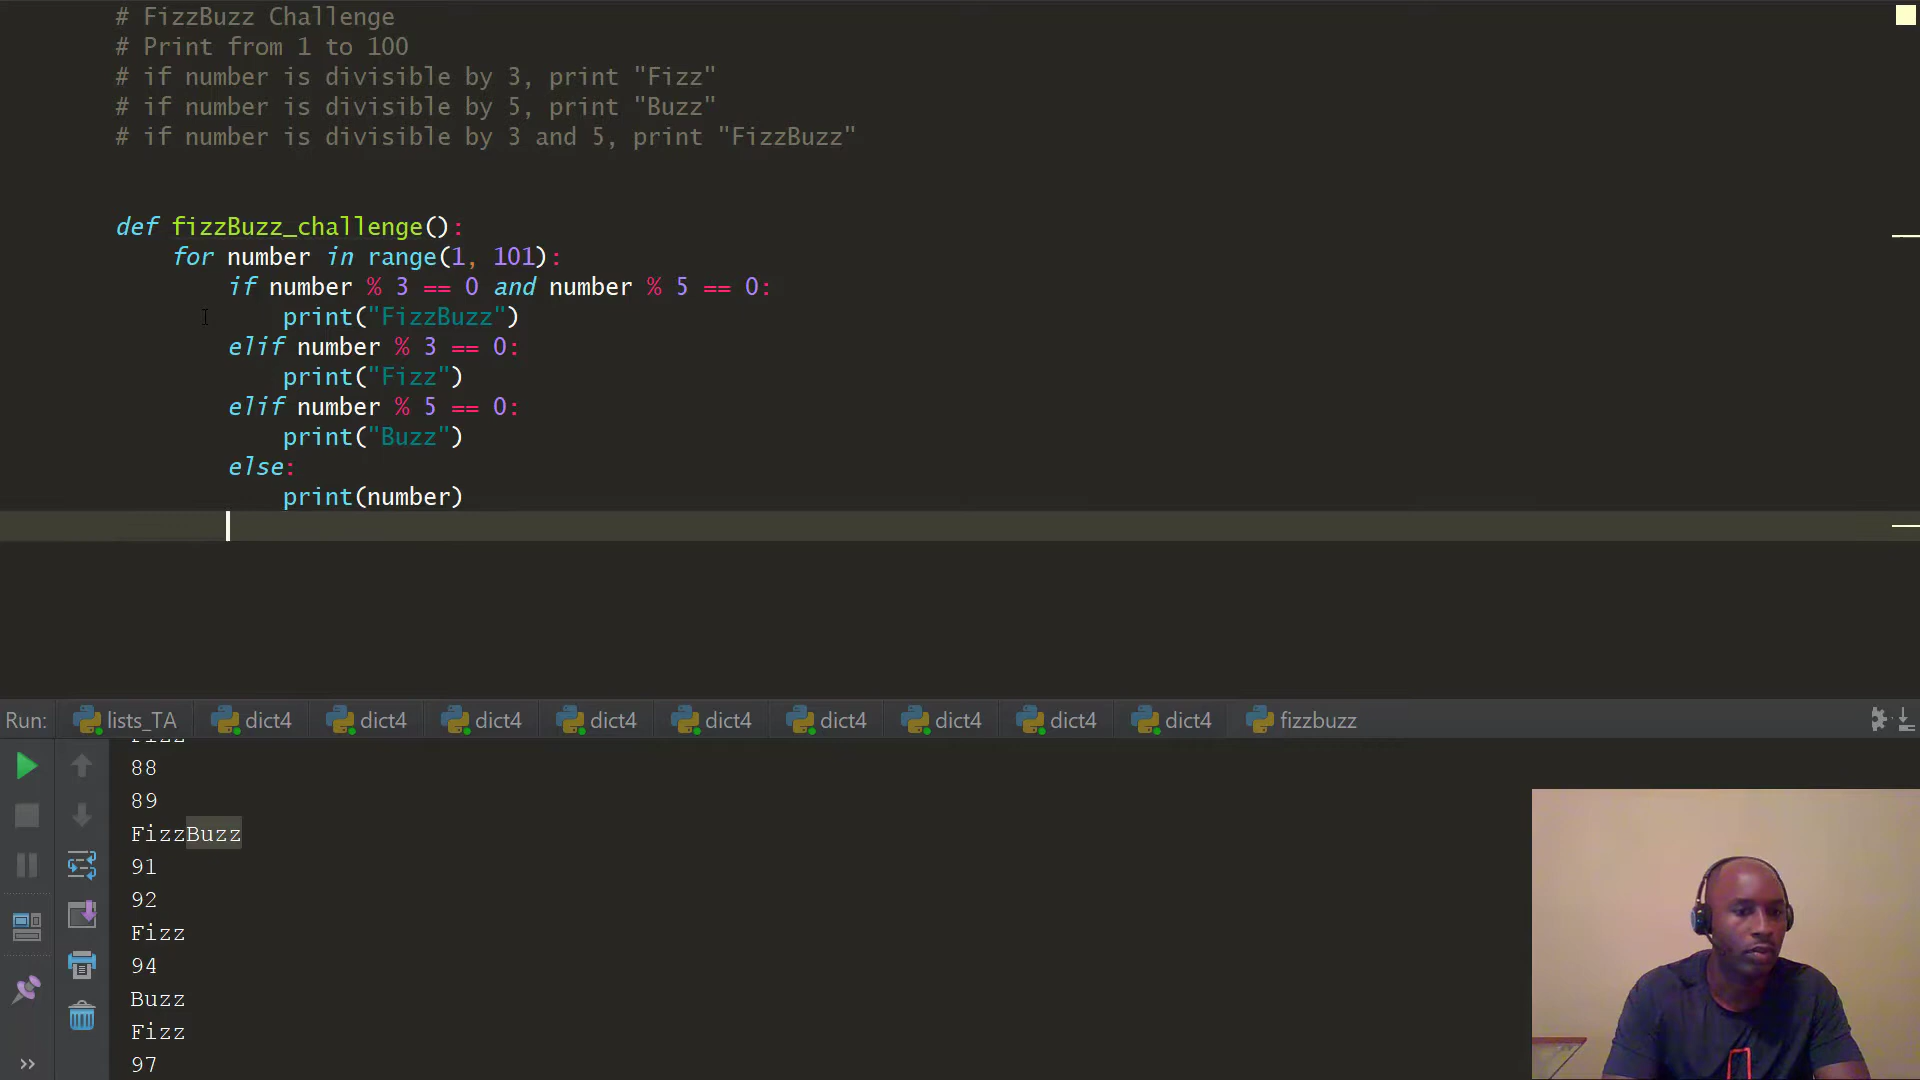 # FizzBuzz Challenge
# Print from 1 to 100
# if number is divisible by 3, print "Fizz"
# if number is divisible by 5, print "Buzz"
# if number is divisible by 3 and 5, print "FizzBuzz"
def fizzBuzz_challenge():
for number in range(1, 101):
if number % 3 == 0 and number % 5 == 0:
print("FizzBuzz")
elif number % 3 == 0:
print("Fizz")
elif number % 5 == 0:
print("Buzz")
else:
print(number)
Run: lists_TA dict4 dict4 dict4 dict4 dict4 dict4 dict4 dict4 dict4 fizzbuzz
Fizz
88
89
FizzBuzz
91
92
Fizz
94
Buzz
Fizz
97